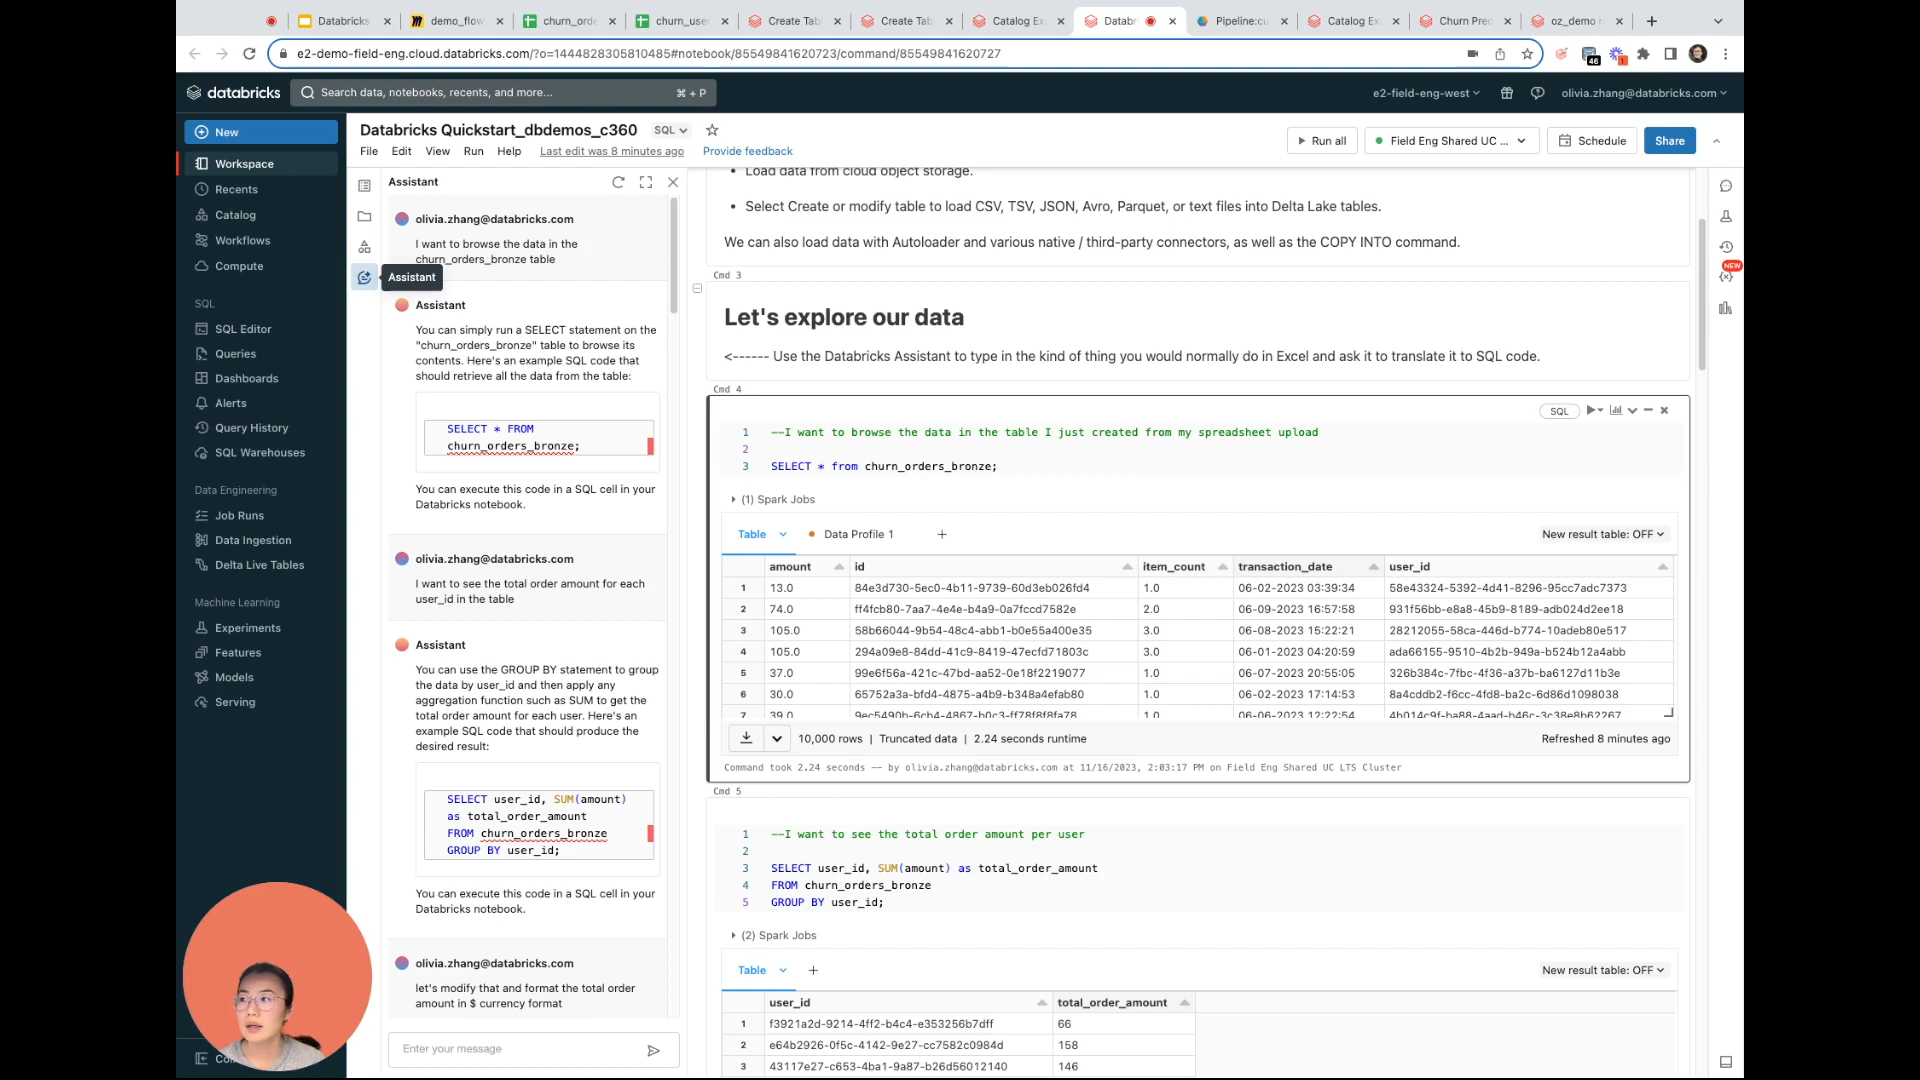 Databricks
demo_flow
churn_orde
churn_use
Create Tab
Create Tab
Catalog Ex
Databri
Pipeline:cu
Catalog Ex
Churn Pred
oz_demo
e2-demo-field-eng.cloud.databricks.com/?o=1444828305810485#notebook/85549841620723/command/85549841620727
46
1
databricks
Search data, notebooks, recents, and more...
⌘ + P
e2-field-eng-west
olivia.zhang@databricks.com
New
Workspace
Recents
Catalog
Workflows
Compute
SQL
SQL Editor
Queries
Dashboards
Alerts
Query History
SQL Warehouses
Data Engineering
Job Runs
Data Ingestion
Delta Live Tables
Machine Learning
Experiments
Features
Models
Serving
Databricks Quickstart_dbdemos_c360
SQL
File Edit View Run Help Last edit was 8 minutes ago Provide feedback
Run all
Field Eng Shared UC ...
Schedule
Share
Assistant
olivia.zhang@databricks.com
I want to browse the data in the
churn_orders_bronze table
Assistant
Assistant
You can simply run a SELECT statement on the
"churn_orders_bronze" table to browse its
contents. Here's an example SQL code that
should retrieve all the data from the table:
SELECT * FROM
churn_orders_bronze;
You can execute this code in a SQL cell in your
Databricks notebook.
olivia.zhang@databricks.com
I want to see the total order amount for each
user_id in the table
Assistant
You can use the GROUP BY statement to group
the data by user_id and then apply any
aggregation function such as SUM to get the
total order amount for each user. Here's an
example SQL code that should produce the
desired result:
SELECT user_id, SUM(amount)
as total_order_amount
FROM churn_orders_bronze
GROUP BY user_id;
You can execute this code in a SQL cell in your
Databricks notebook.
olivia.zhang@databricks.com
let's modify that and format the total order
amount in $ currency format
Enter your message
• Load data from cloud object storage.
• Select Create or modify table to load CSV, TSV, JSON, Avro, Parquet, or text files into Delta Lake tables.
We can also load data with Autoloader and various native / third-party connectors, as well as the COPY INTO command.
Cmd 3
Let's explore our data
<------ Use the Databricks Assistant to type in the kind of thing you would normally do in Excel and ask it to translate it to SQL code.
Cmd 4
SQL
1 --I want to browse the data in the table I just created from my spreadsheet upload
2
3 SELECT * from churn_orders_bronze;
(1) Spark Jobs
Table
Data Profile 1
+
New result table: OFF
amount id item_count transaction_date user_id
1 13.0 84e3d730-5ec0-4b11-9739-60d3eb026fd4 1.0 06-02-2023 03:39:34 58e43324-5392-4d41-8296-95cc7adc7373
2 74.0 ff4fcb80-7aa7-4e4e-b4a9-0a7fccd7582e 2.0 06-09-2023 16:57:58 931f56bb-e8a8-45b9-8189-adb024d2ee18
3 105.0 58b66044-9b54-48c4-abb1-b0e55a400e35 3.0 06-08-2023 15:22:21 28212055-58ca-446d-b774-10adeb80e517
4 105.0 294a09e8-84dd-41c9-8419-47ecfd71803c 3.0 06-01-2023 04:20:59 ada66155-9510-4b2b-949a-b524b12a4abb
5 37.0 99e6f56a-421c-47bd-aa52-0e18f2219077 1.0 06-07-2023 20:55:05 326b384c-7fbc-4f36-a37b-ba6127d11b3e
6 30.0 65752a3a-bfd4-4875-a4b9-b348a4efab80 1.0 06-02-2023 17:14:53 8a4cddb2-f6cc-4fd8-ba2c-6d86d1098038
7 39.0 9ec5490b-6cb4-4867-b0c3-ff78f8f8fa78 1.0 06-06-2023 12:22:54 4b014c9f-ba88-4aad-b46c-3c38e8b62267
10,000 rows | Truncated data | 2.24 seconds runtime
Refreshed 8 minutes ago
Command took 2.24 seconds -- by olivia.zhang@databricks.com at 11/16/2023, 2:03:17 PM on Field Eng Shared UC LTS Cluster
Cmd 5
1 --I want to see the total order amount per user
2
3 SELECT user_id, SUM(amount) as total_order_amount
4 FROM churn_orders_bronze
5 GROUP BY user_id;
(2) Spark Jobs
Table
+
New result table: OFF
user_id total_order_amount
1 f3921a2d-9214-4ff2-b4c4-e353256b7dff 66
2 e64b2926-0f5c-4142-9e27-cc7582c0984d 158
3 43117e27-c653-4ba1-9a87-b26d56012140 146
NEW